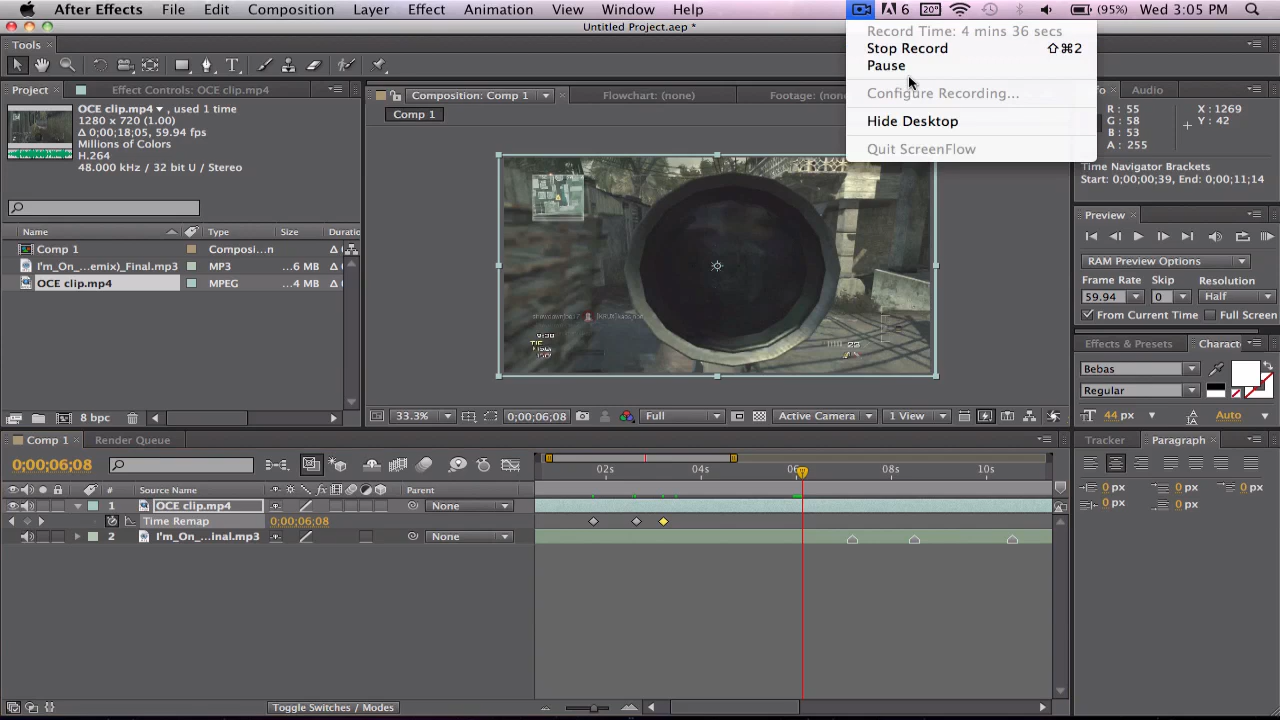 After Effects File Edit Composition Layer Effect Animation View Window Help 6 20° (95%) Wed 3:05 PM
Untitled Project.aep *
Record Time: 4 mins 36 secs
Stop Record ⇧⌘2
Pause
Configure Recording...
Hide Desktop
Quit ScreenFlow
Tools
Project Effect Controls: OCE clip.mp4
OCE clip.mp4 ▼ , used 1 time
1280 x 720 (1.00)
Δ 0;00;18;05, 59.94 fps
Millions of Colors
H.264
48.000 kHz / 32 bit U / Stereo
Name Type Size Duratio
Comp 1 Composi...n
I'm_On_...emix)_Final.mp3 MP3 ...6 MB
OCE clip.mp4 MPEG ...4 MB
8 bpc
Composition: Comp 1 Flowchart: (none) Footage: (non
Comp 1
33.3% 0;00;06;08 Full Active Camera 1 View
fo Audio
R : 55
G : 58
B : 53
A : 255
X : 1269
Y : 42
Time Navigator Brackets
Start: 0;00;00;39, End: 0;00;11;14
Preview
RAM Preview Options
Frame Rate Skip Resolution
59.94 0 Half
From Current Time Full Screen
Effects & Presets Charact
Bebas
Regular
44 px Auto
Comp 1 Render Queue
0;00;06;08
02s 04s 06 08s 10s
# Source Name Parent
1 OCE clip.mp4 None
Time Remap 0;00;06;08
2 I'm_On_...inal.mp3 None
Toggle Switches / Modes
Tracker Paragraph
0 px 0 px 0 px
0 px 0 px